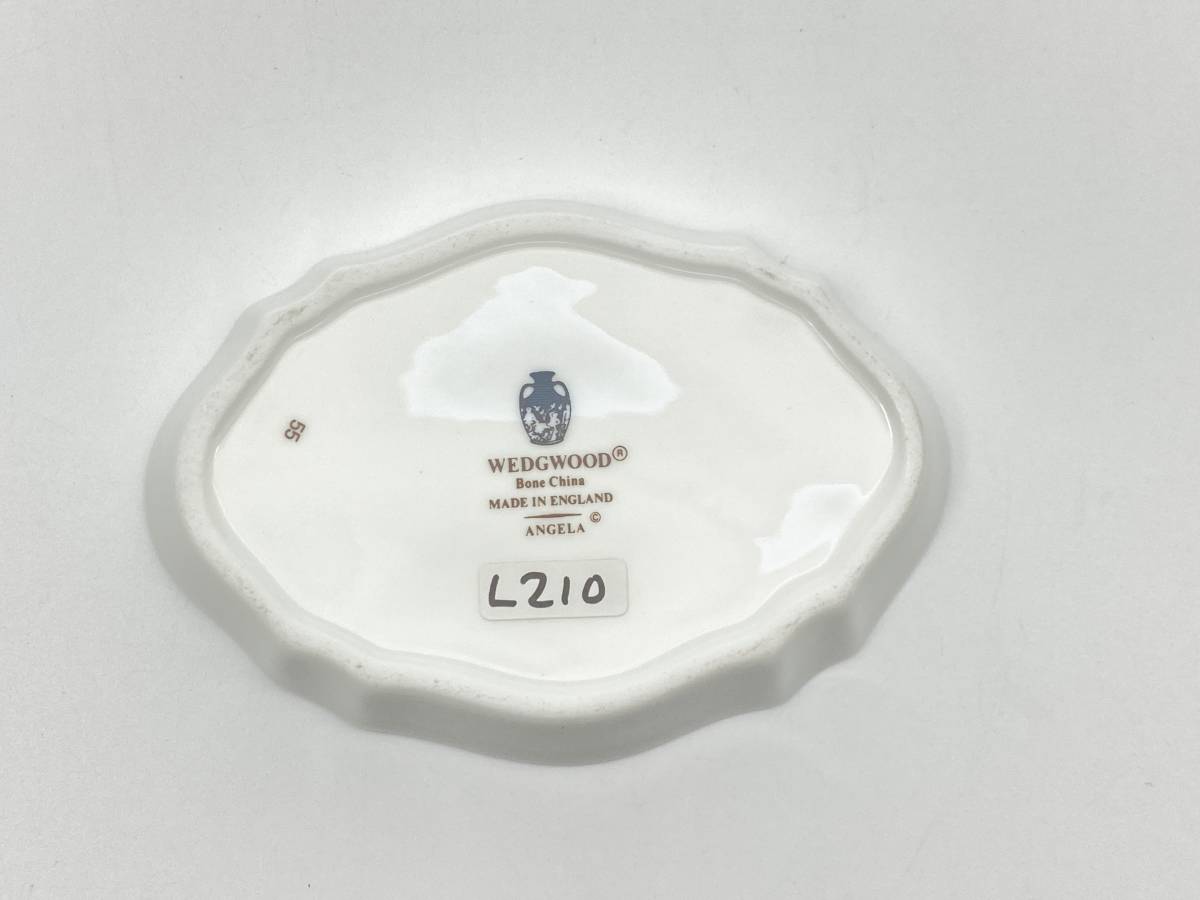 55
WEDGWOOD®
Bone China
MADE IN ENGLAND
©
ANGELA
L210